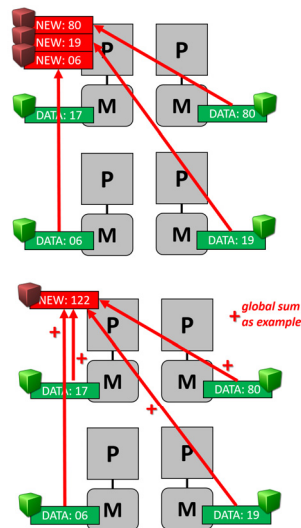 NEW: 80
NEW: 19
NEW: 06
P
P
M
M
DATA: 17
DATA: 80
P
P
M
M
DATA: 06
DATA: 19
NEW: 122
+ global sum
as example
P
P
+
+
+
M
M
DATA: 17
DATA: 80
+
P
P
M
M
DATA: 06
DATA: 19